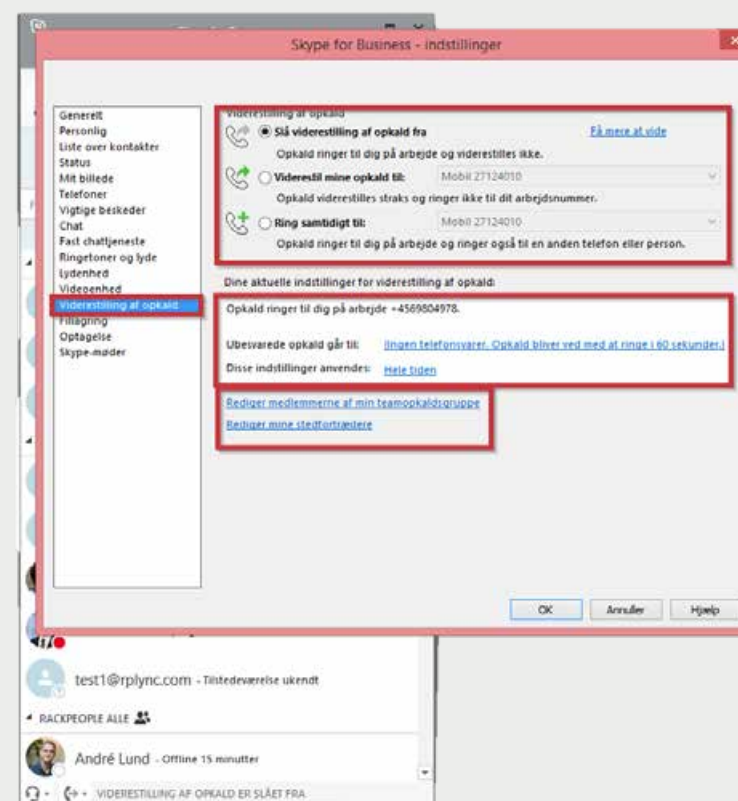 Skype for Business - indstillinger
Generelt
Personlig
Liste over kontakter
Status
Mit billede
Telefoner
Vigtige beskeder
Chat
Fast chattjeneste
Ringetoner og lyde
Lydenhed
Videoenhed
Viderestilling af opkald
Fillagring
Optagelse
Skype-møder
Viderestilling af opkald
Slå viderestilling af opkald fra
Få mere at vide
Opkald ringer til dig på arbejde og viderestilles ikke.
Viderestil mine opkald til:
Mobil 27124010
Opkald viderestilles straks og ringer ikke til dit arbejdsnummer.
Ring samtidigt til:
Mobil 27124010
Opkald ringer til dig på arbejde og ringer også til en anden telefon eller person.
Dine aktuelle indstillinger for viderestilling af opkald:
Opkald ringer til dig på arbejde +4569804978.
Ubesvarede opkald går til:
(Ingen telefonsvarer. Opkald bliver ved med at ringe i 60 sekunder.)
Disse indstillinger anvendes:
Hele tiden
Rediger medlemmerne af min teamopkaldsgruppe
Rediger mine stedfortrædere
OK
Annuller
Hjælp
test1@rplync.com - Tilstedeværelse ukendt
RACKPEOPLE ALLE
André Lund - Offline 15 minutter
VIDERESTILLING AF OPKALD ER SLÅET FRA